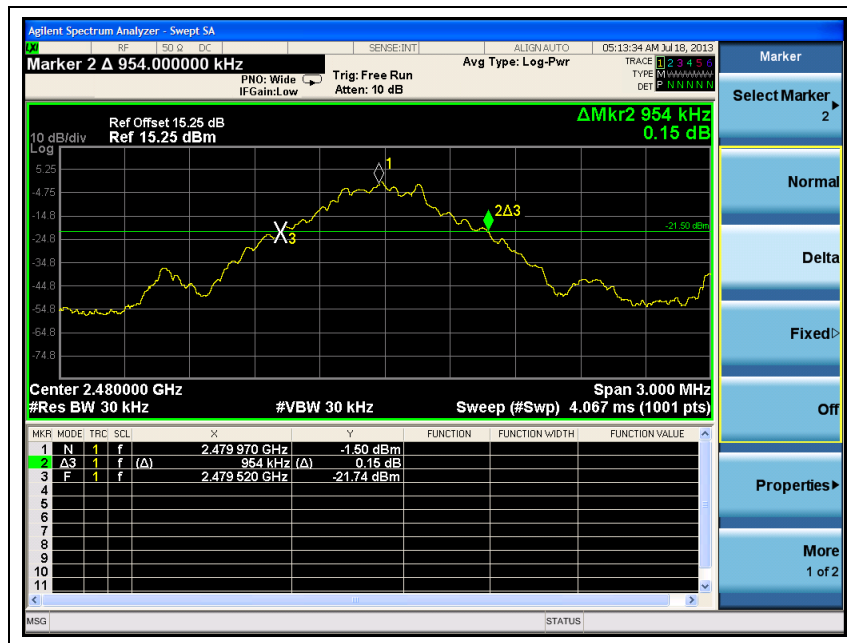 Agilent Spectrum Analyzer - Swept SA
LXI RF 50 Ω DC SENSE:INT ALIGN AUTO 05:13:34 AM Jul 18, 2013
Marker 2 Δ 954.000000 kHz
PNO: Wide
IFGain:Low
Trig: Free Run
Atten: 10 dB
Avg Type: Log-Pwr
TRACE 1 2 3 4 5 6
TYPE M
DET P N N N N N
Ref Offset 15.25 dB
Ref 15.25 dBm
10 dB/div
Log
ΔMkr2 954 kHz
0.15 dB
5.25
-4.75
-14.8
-24.8
-34.8
-44.8
-54.8
-64.8
-74.8
1
2Δ3
3
-21.50 dBm
Center 2.480000 GHz
Span 3.000 MHz
#Res BW 30 kHz
#VBW 30 kHz
Sweep (#Swp) 4.067 ms (1001 pts)
MKR MODE TRC SCL X Y FUNCTION FUNCTION WIDTH FUNCTION VALUE
1 N 1 f 2.479 970 GHz -1.50 dBm
2 Δ3 1 f (Δ) 954 kHz (Δ) 0.15 dB
3 F 1 f 2.479 520 GHz -21.74 dBm
4
5
6
7
8
9
10
11
MSG
STATUS
Marker
Select Marker
2
Normal
Delta
Fixed
Off
Properties
More
1 of 2